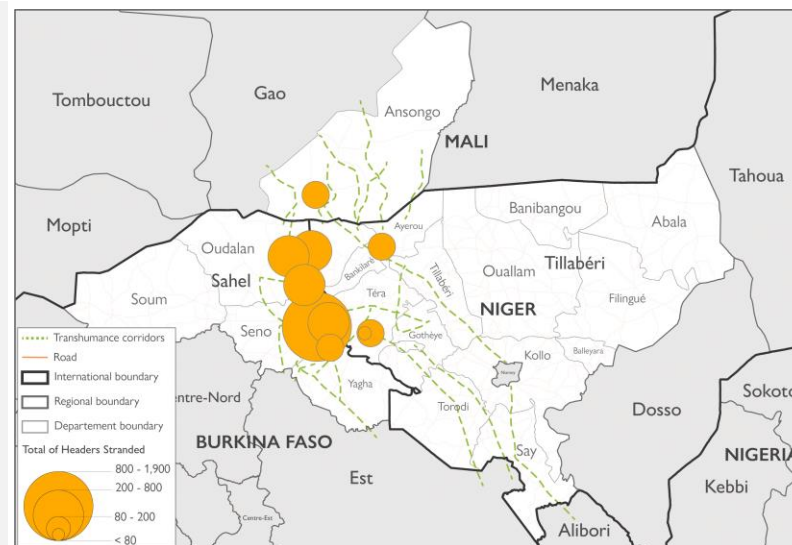 Tombouctou
Gao
Menaka
Ansongo
MALI
Tahoua
Mopti
Ayerou
Banibangou
Abala
Oudalan
Bankilare
Tillabéri
Ouallam
Tillabéri
Sahel
Soum
Téra
NIGER
Filingué
Seno
Gothèye
Transhumance corridors
Road
International boundary
Regional boundary
Departement boundary
Total of Headers Stranded
800 - 1,900
200 - 800
80 - 200
< 80
Kollo
Balleyara
Niamey
Yagha
entre-Nord
Torodi
Dosso
Sokoto
BURKINA FASO
Say
NIGERIA
Est
Kebbi
Centre-Est
Alibori